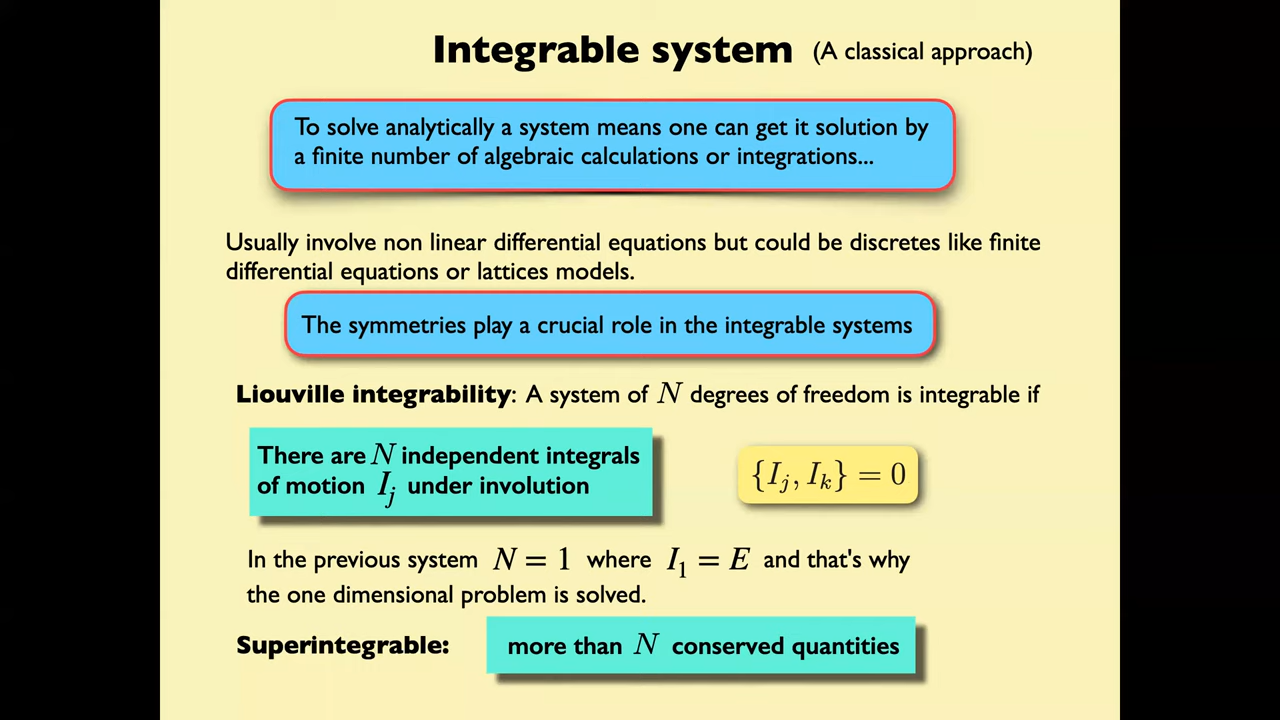 Integrable system (A classical approach)
To solve analytically a system means one can get it solution by
a finite number of algebraic calculations or integrations...
Usually involve non linear differential equations but could be discretes like finite
differential equations or lattices models.
The symmetries play a crucial role in the integrable systems
Liouville integrability: A system of N degrees of freedom is integrable if
There are N independent integrals
of motion I_j under involution
{I_j, I_k} = 0
In the previous system N = 1 where I_1 = E and that's why
the one dimensional problem is solved.
Superintegrable: more than N conserved quantities